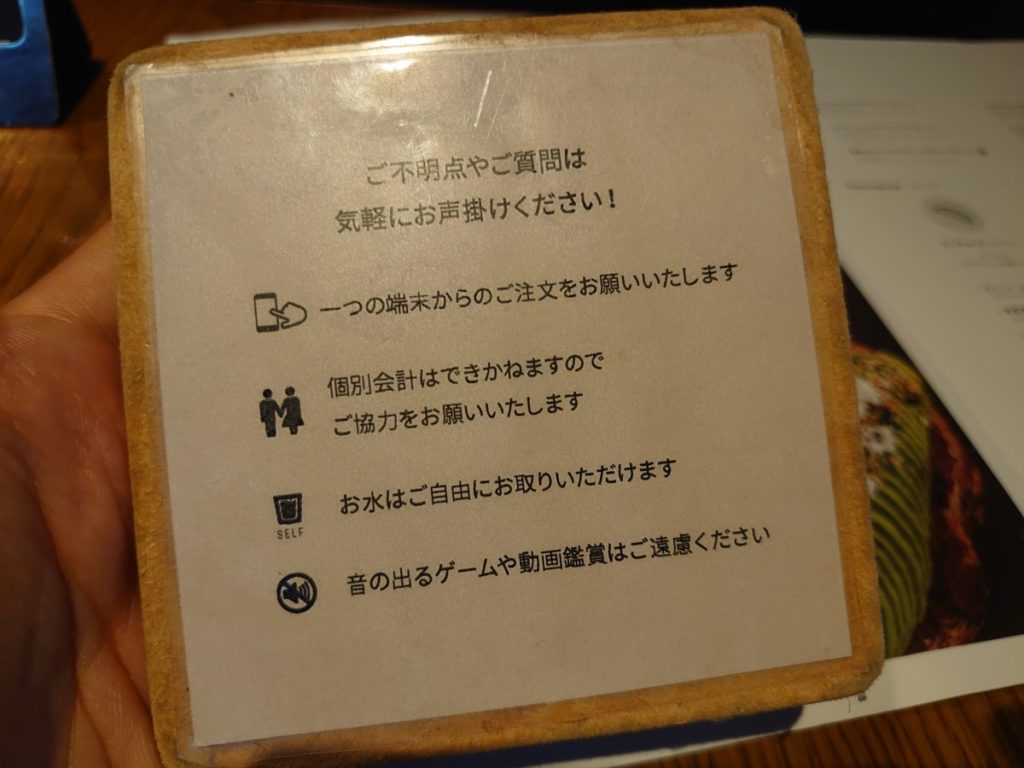 ご不明点やご質問は
気軽にお声掛けください！
一つの端末からのご注文をお願いいたします
個別会計はできかねますので
ご協力をお願いいたします
お水はご自由にお取りいただけます
SELF
音の出るゲームや動画鑑賞はご遠慮ください